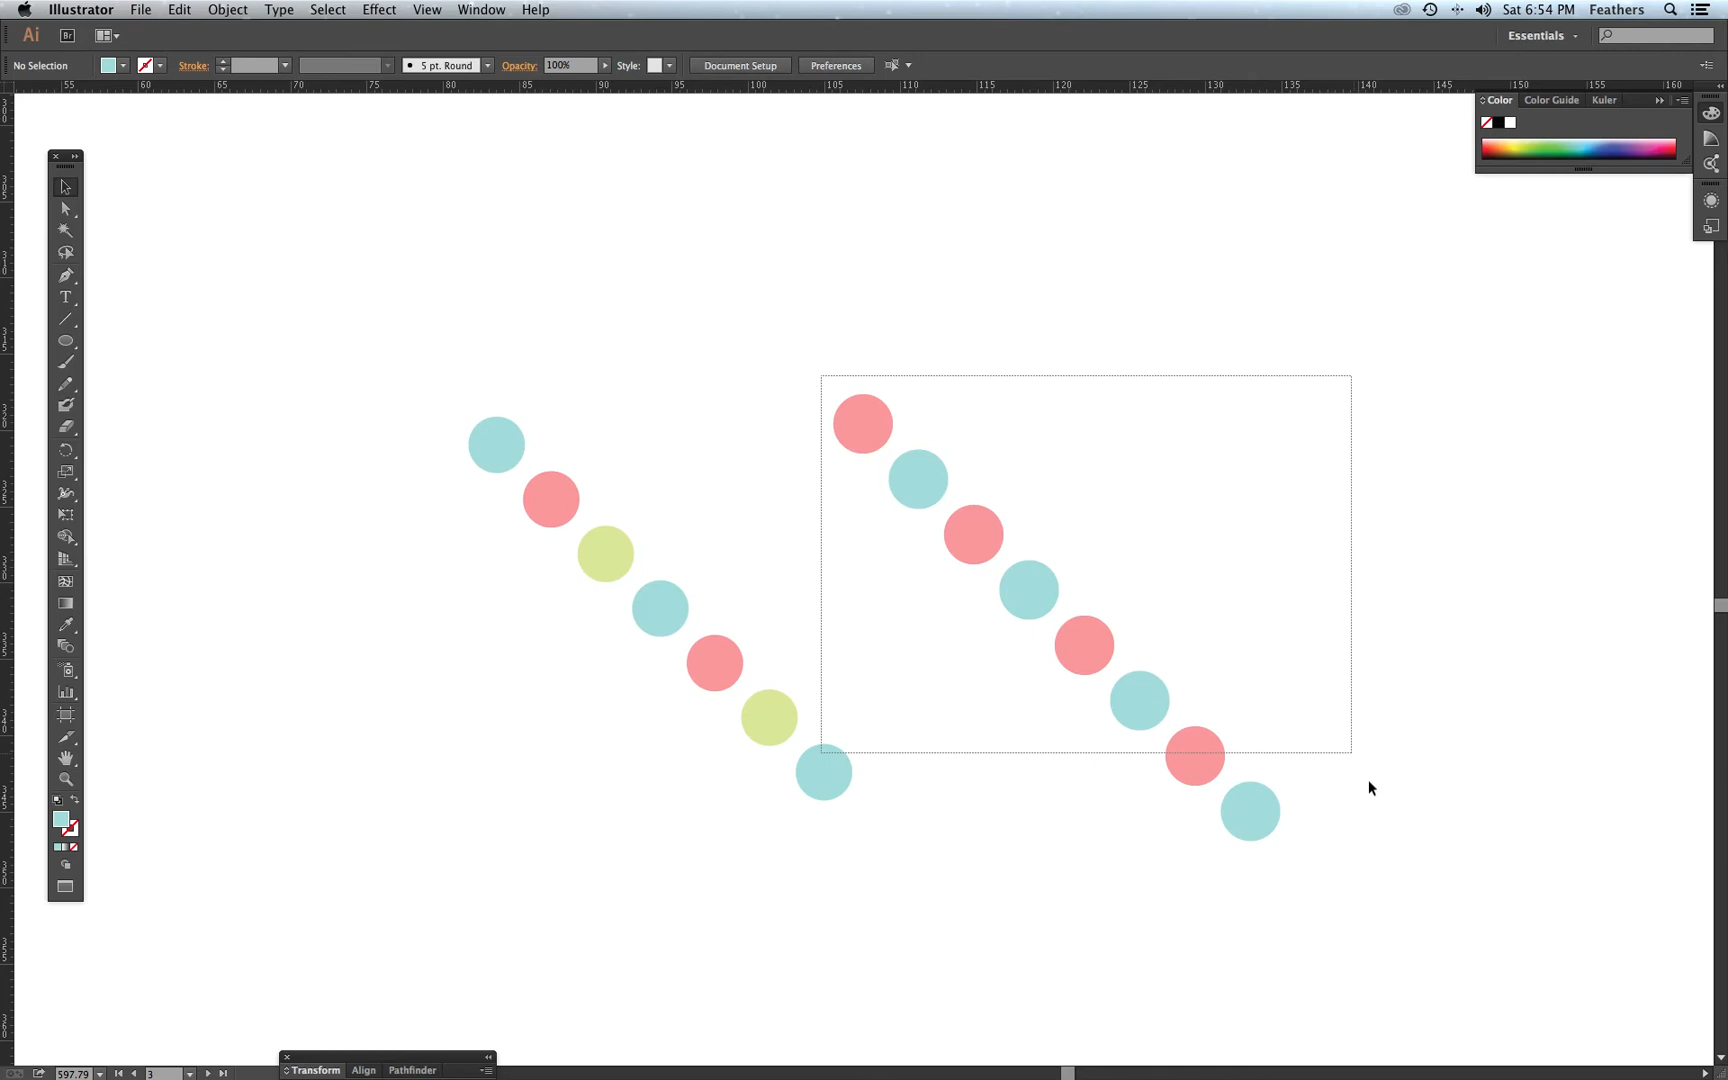 Illustrator File Edit Object Type Select Effect View Window Help Sat 6:54 PM Feathers
Ai Br Essentials
No Selection Stroke: 5 pt. Round Opacity: 100% Style: Document Setup Preferences
55 60 65 70 75 80 85 90 95 100 105 110 115 120 125 130 135 140 145 150 155 160
Color Color Guide Kuler
T
597.79 3
Transform Align Pathfinder